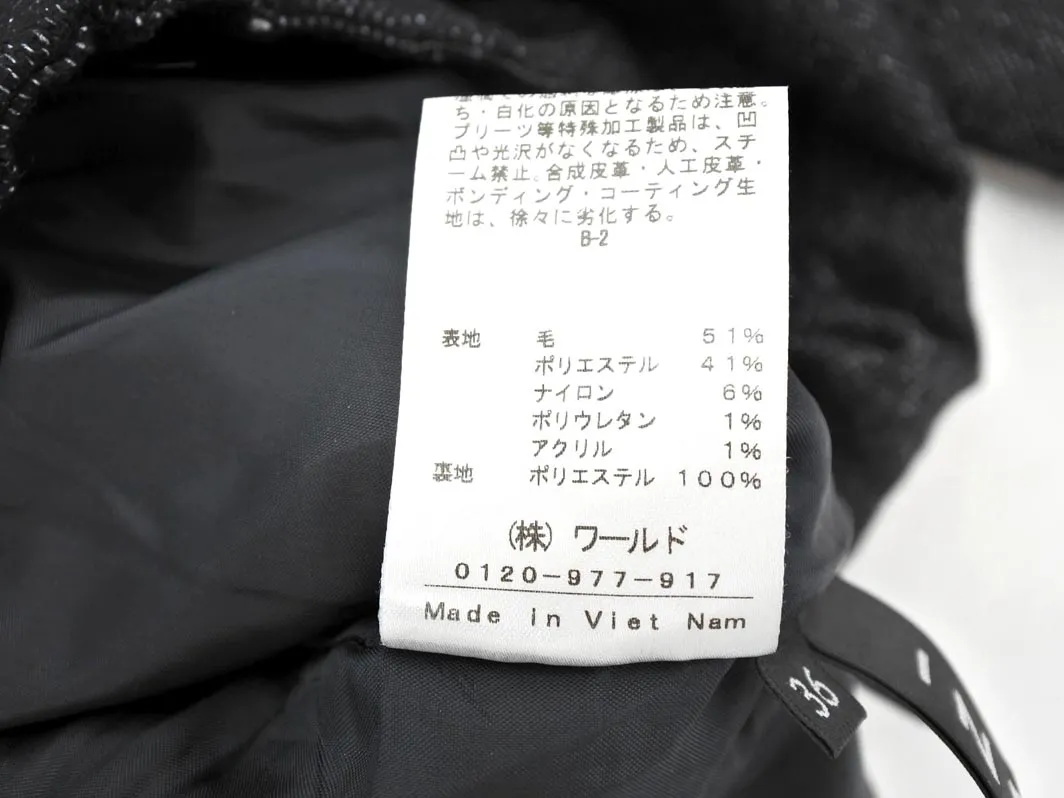 ち・白化の原因となるため注意。
プリーツ等特殊加工製品は、凹
凸や光沢がなくなるため、スチ
ーム禁止。合成皮革・人工皮革・
ボンディング・コーティング生
地は、徐々に劣化する。
B-2
表地 毛 51%
ポリエステル 41%
ナイロン 6%
ポリウレタン 1%
アクリル 1%
裏地 ポリエステル 100%
(株) ワールド
0120-977-917
Made in Viet Nam
36